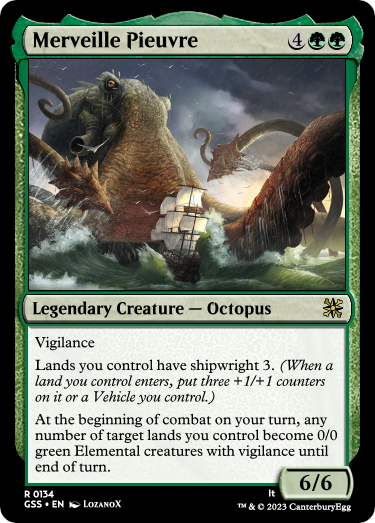 Merveille Pieuvre 4
Legendary Creature — Octopus
Vigilance
Lands you control have shipwright 3. (When a
land you control enters, put three +1/+1 counters
on it or a Vehicle you control.)
At the beginning of combat on your turn, any
number of target lands you control become 0/0
green Elemental creatures with vigilance until
end of turn.
6/6
R 0134 It
GSS • EN LozanoX ™ & © 2023 CanterburyEgg